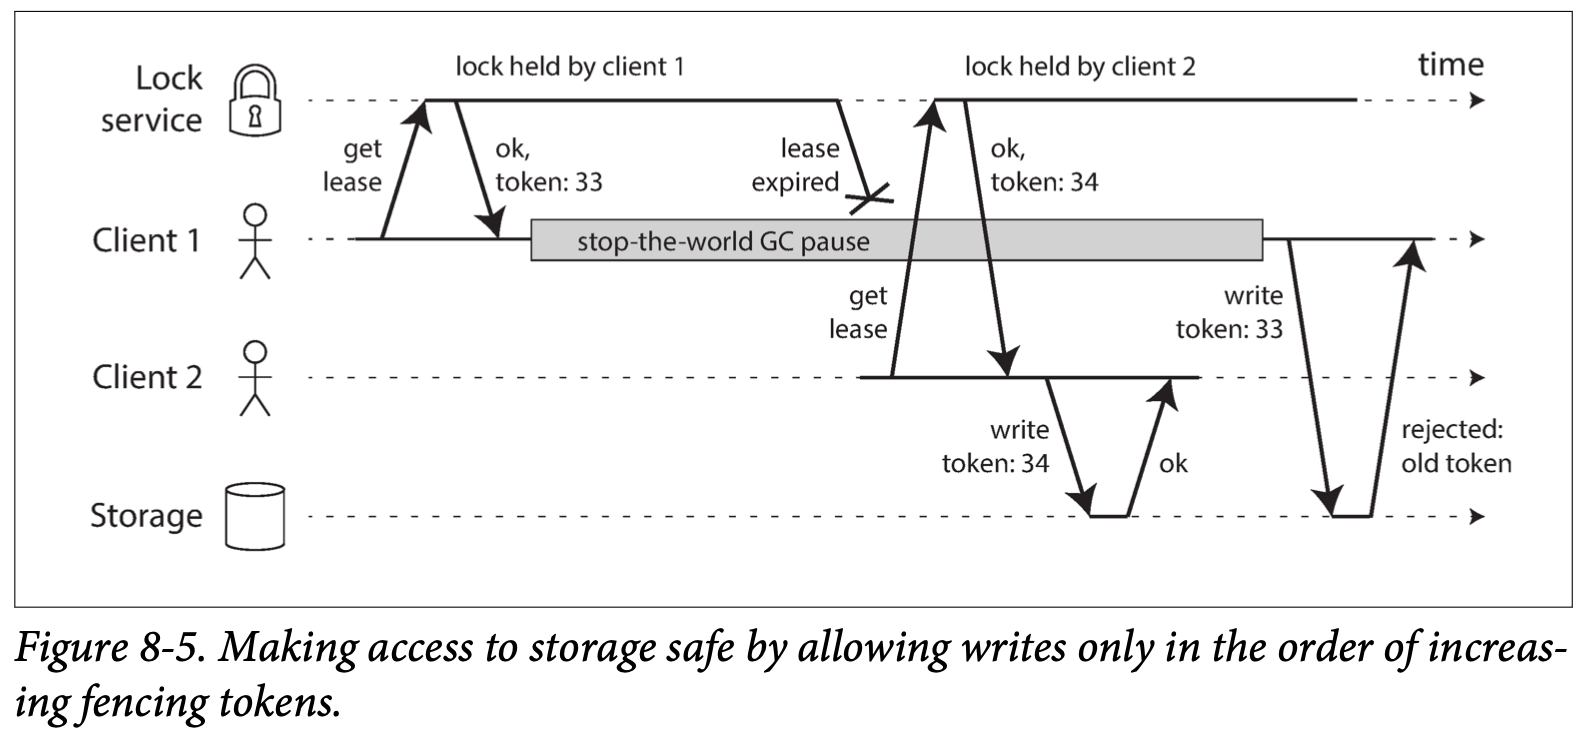 lock held by client 1
lock held by client 2
time
Lock
service
get
lease
ok,
token: 33
lease
expired
ok,
token: 34
Client 1
stop-the-world GC pause
get
lease
write
token: 33
Client 2
write
token: 34
ok
rejected:
old token
Storage
Figure 8-5. Making access to storage safe by allowing writes only in the order of increas-
ing fencing tokens.